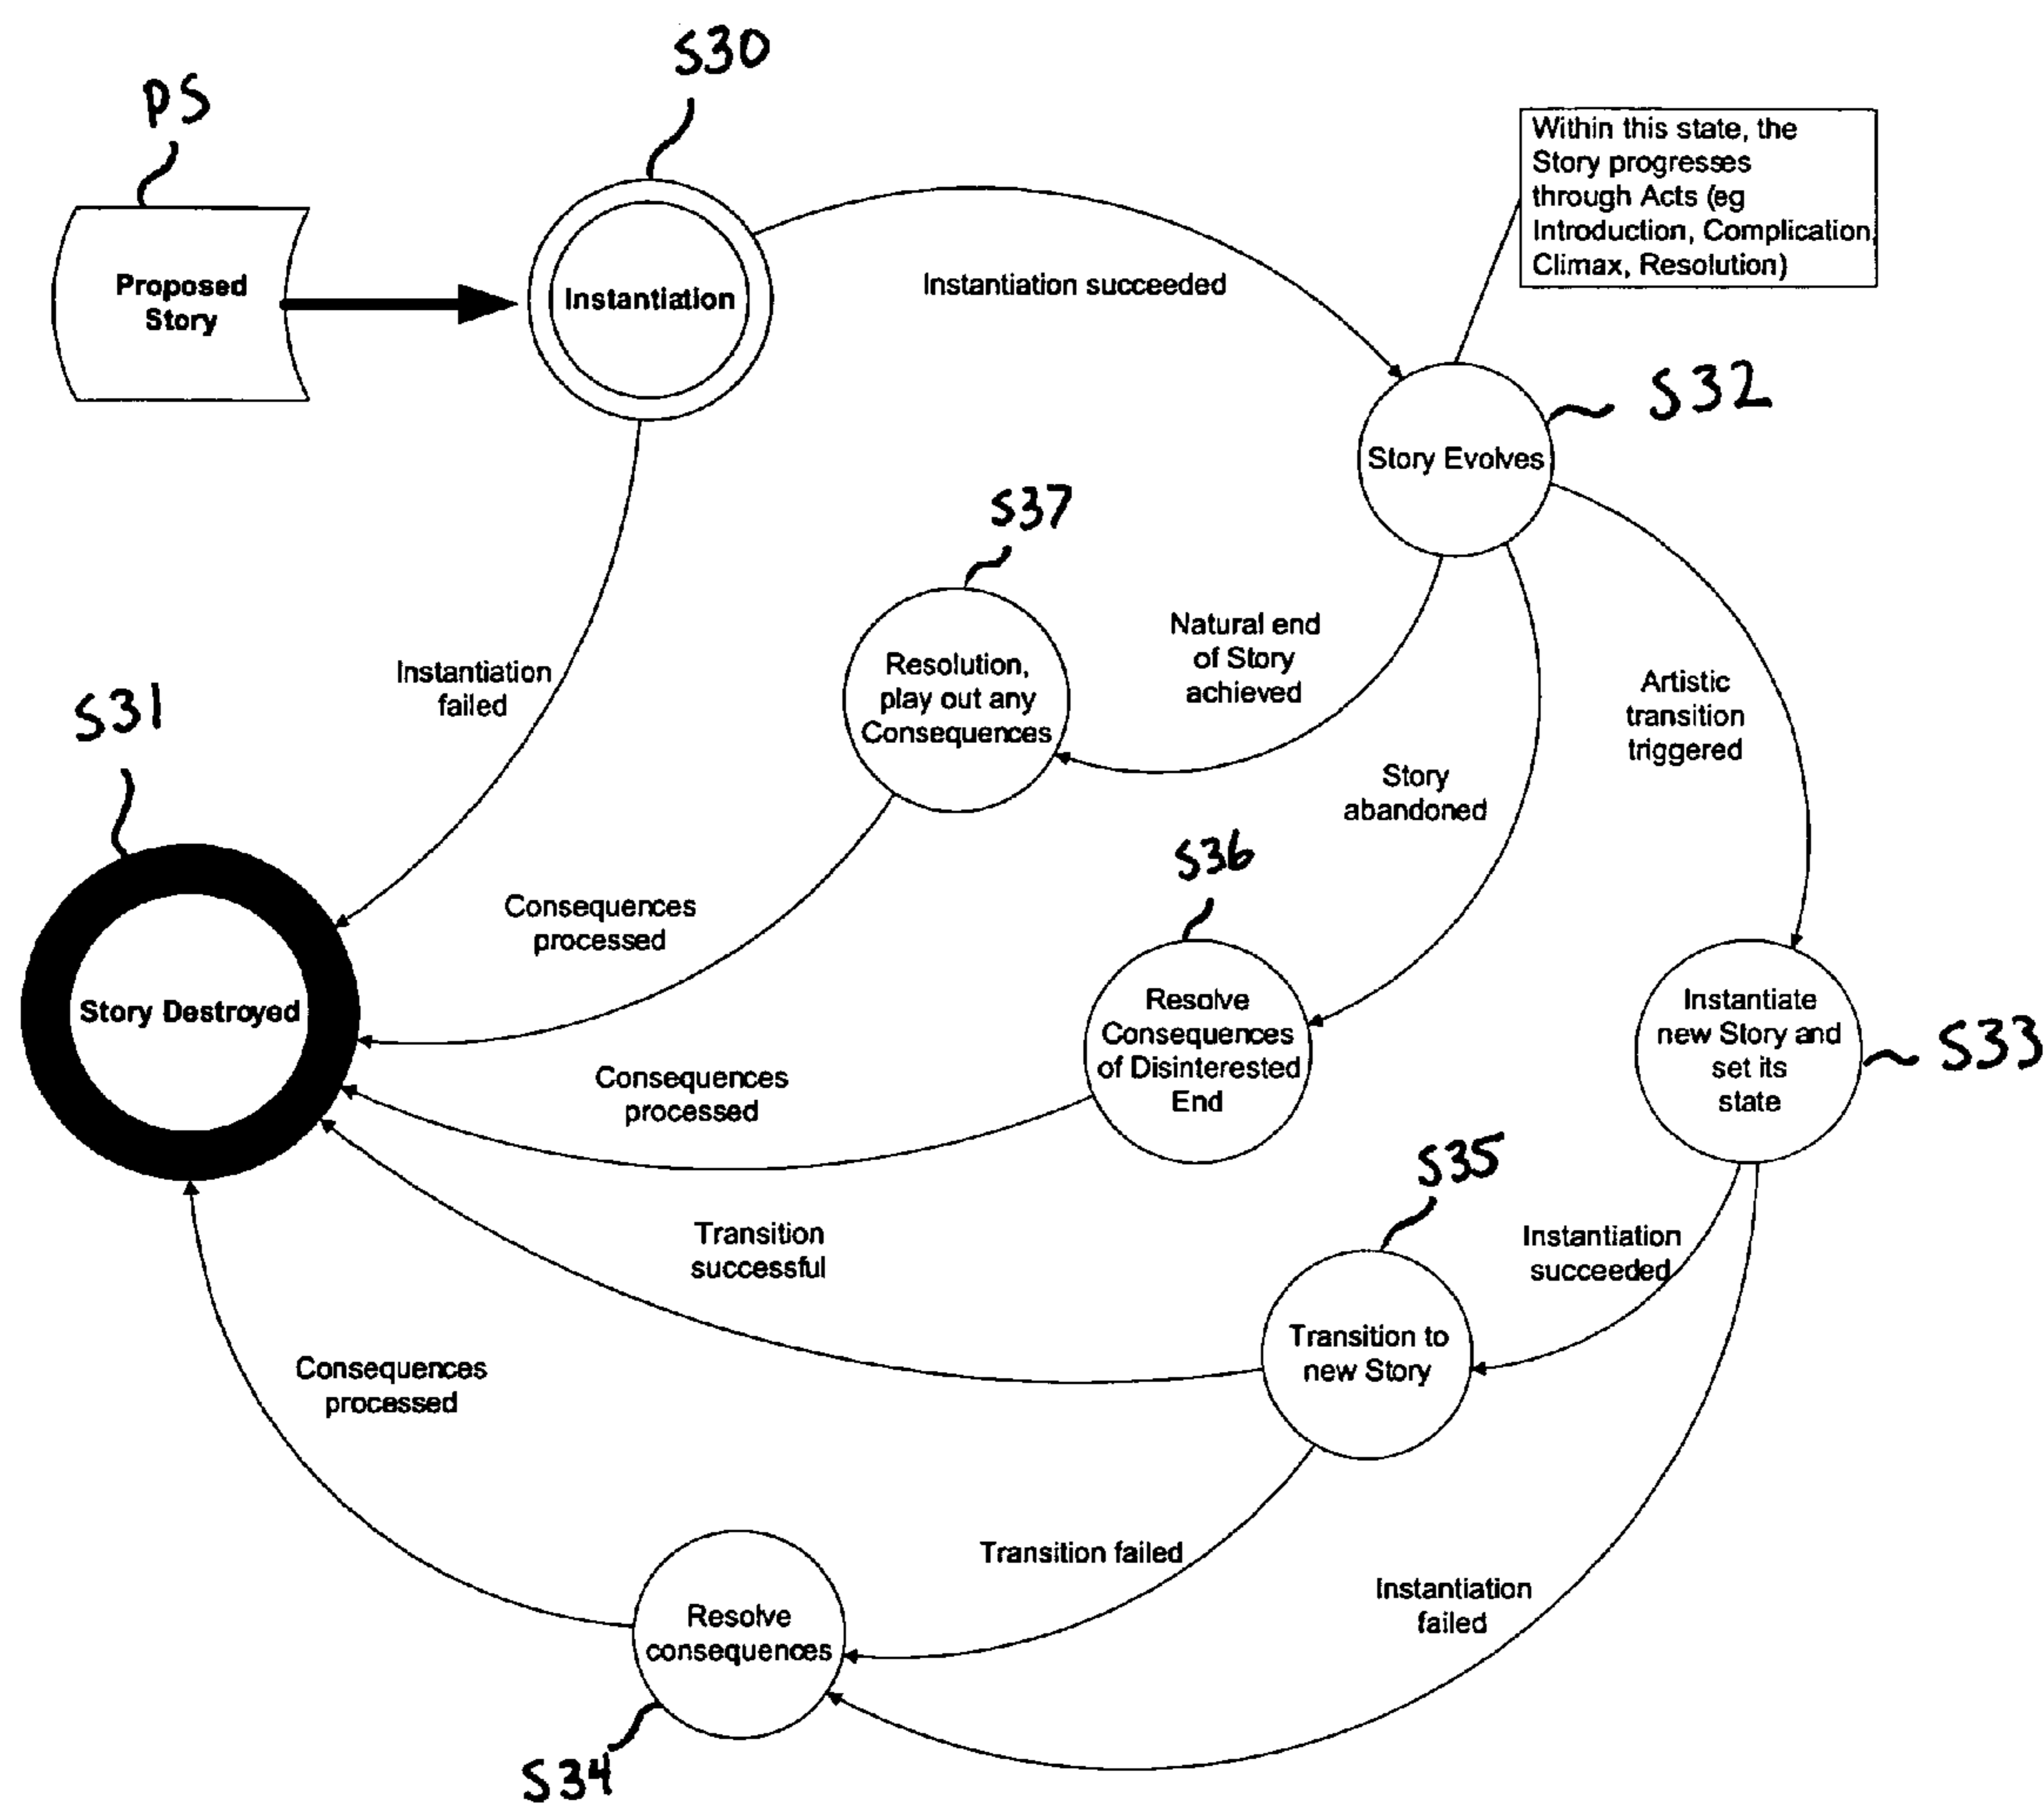 S30
PS
Within this state, the
Story progresses
through Acts (eg
Introduction, Complication,
Climax, Resolution)
Proposed
Story
Instantiation
Instantiation succeeded
S32
Story Evolves
S37
Natural end
of Story
achieved
Instantiation
failed
Resolution,
play out any
Consequences
Artistic
transition
triggered
S31
Story
abandoned
S36
Consequences
processed
Story Destroyed
Resolve
Consequences
of Disinterested
End
Instantiate
new Story and
set its
state
S33
Consequences
processed
S35
Transition
successful
Instantiation
succeeded
Transition to
new Story
Consequences
processed
Transition failed
Instantiation
failed
Resolve
consequences
S34